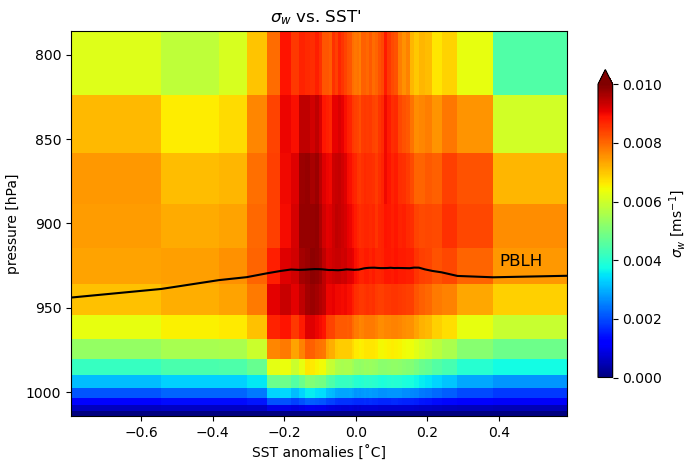 σw vs. SST'
800
850
900
950
1000
pressure [hPa]
PBLH
−0.6 −0.4 −0.2 0.0 0.2 0.4
SST anomalies [˚C]
0.010
0.008
0.006
0.004
0.002
0.000
σw [ms−1]